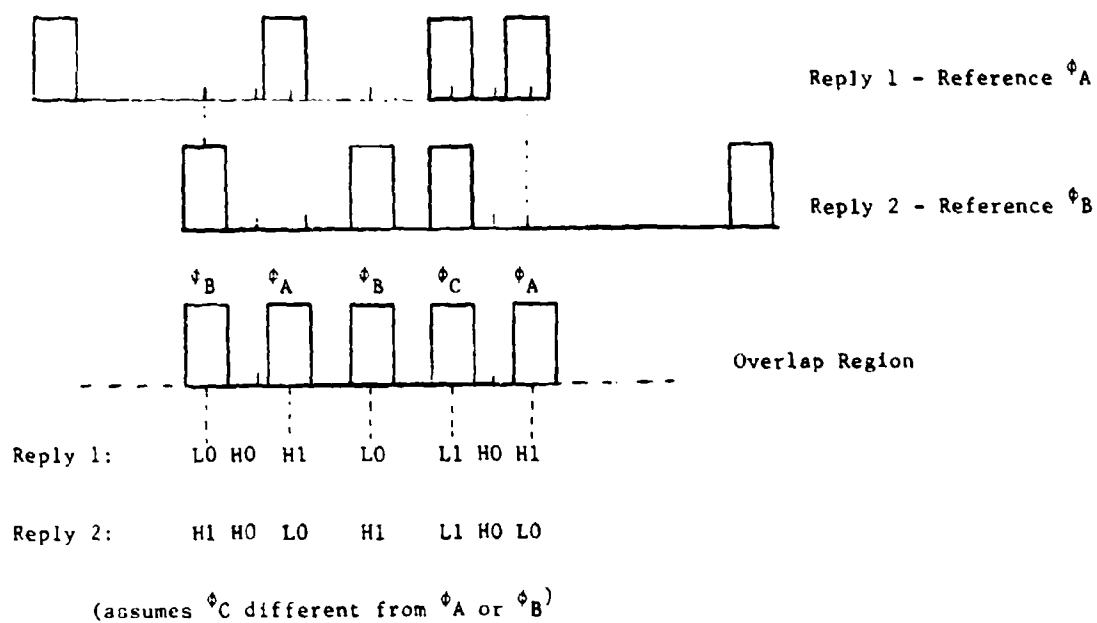 Reply 1 - Reference ΦA
Reply 2 - Reference ΦB
ΦB ΦA ΦB ΦC ΦA
Overlap Region
Reply 1: L0 H0 H1 L0 L1 H0 H1
Reply 2: H1 H0 L0 H1 L1 H0 L0
(assumes ΦC different from ΦA or ΦB)